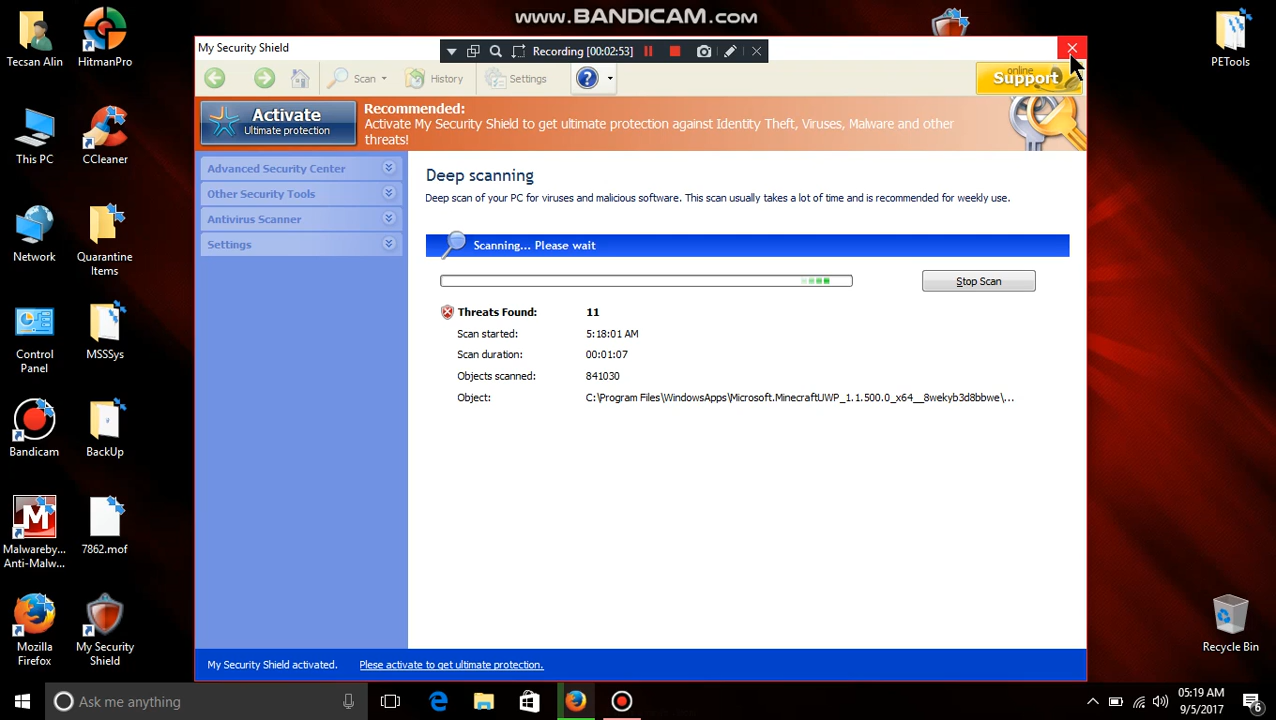 www.BANDICAM.com
Tecsan Alin
HitmanPro
PETools
This PC
CCleaner
Network
Quarantine
Items
Control
Panel
MSSSys
Bandicam
BackUp
Malwareby...
Anti-Malw...
7862.mof
Mozilla
Firefox
My Security
Shield
Recycle Bin
My Security Shield
Recording [00:02:53]
Scan
History
Settings
?
online
Support
Activate
Ultimate protection
Recommended:
Activate My Security Shield to get ultimate protection against Identity Theft, Viruses, Malware and other
threats!
Advanced Security Center
Other Security Tools
Antivirus Scanner
Settings
Deep scanning
Deep scan of your PC for viruses and malicious software. This scan usually takes a lot of time and is recommended for weekly use.
Scanning... Please wait
Stop Scan
Threats Found: 11
Scan started: 5:18:01 AM
Scan duration: 00:01:07
Objects scanned: 841030
Object: C:\Program Files\WindowsApps\Microsoft.MinecraftUWP_1.1.500.0_x64__8wekyb3d8bbwe\...
My Security Shield activated. Plese activate to get ultimate protection.
Ask me anything
05:19 AM
9/5/2017
6